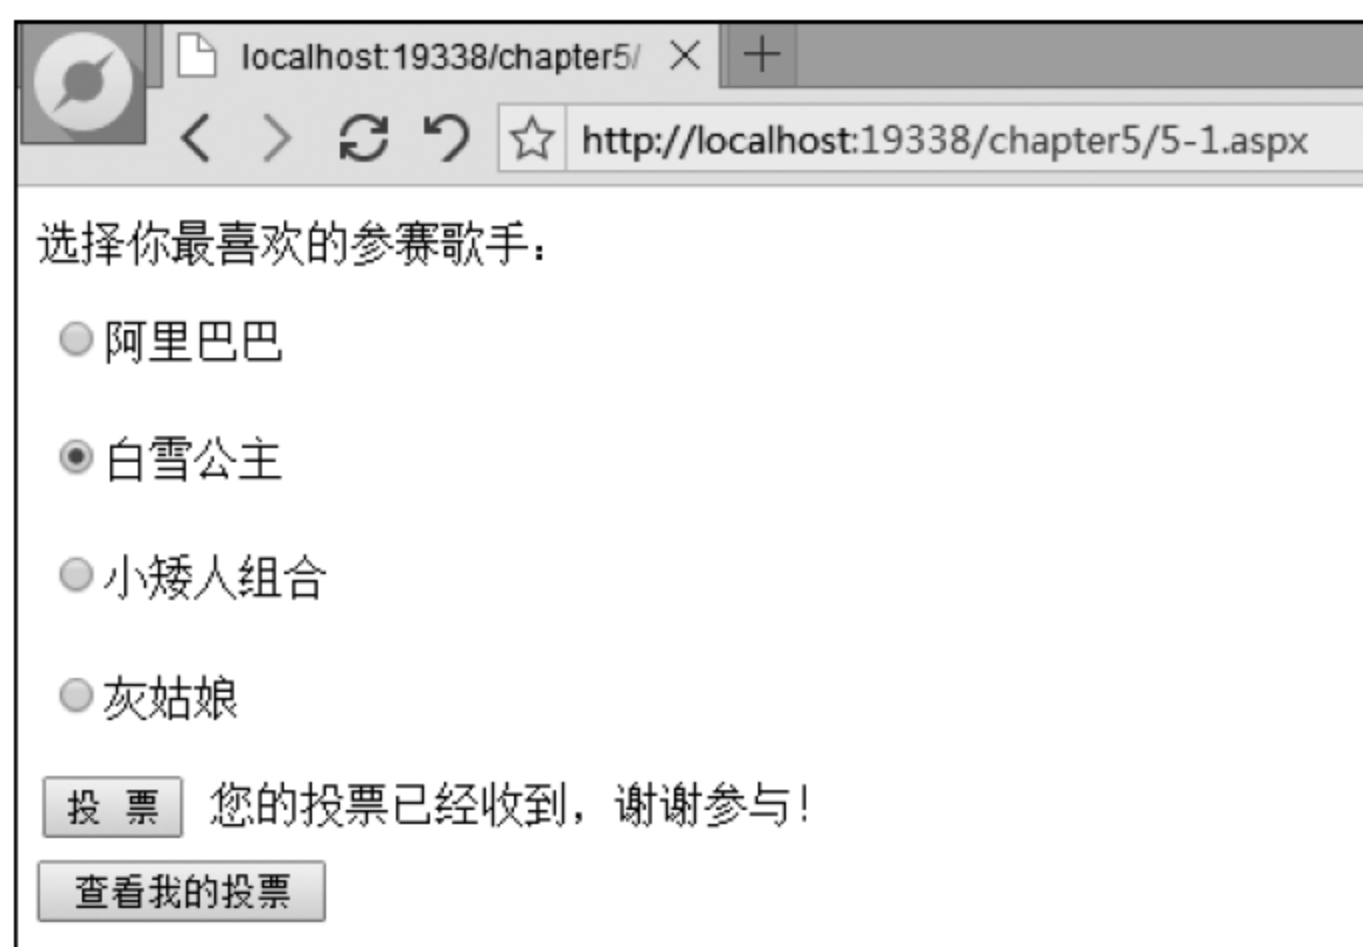 localhost:19338/chapter5/
http://localhost:19338/chapter5/5-1.aspx
选择你最喜欢的参赛歌手：
阿里巴巴
白雪公主
小矮人组合
灰姑娘
投 票 您的投票已经收到，谢谢参与！
查看我的投票